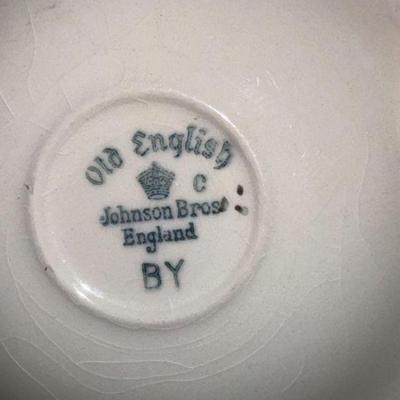 Old English
C
Johnson Bros
England
BY